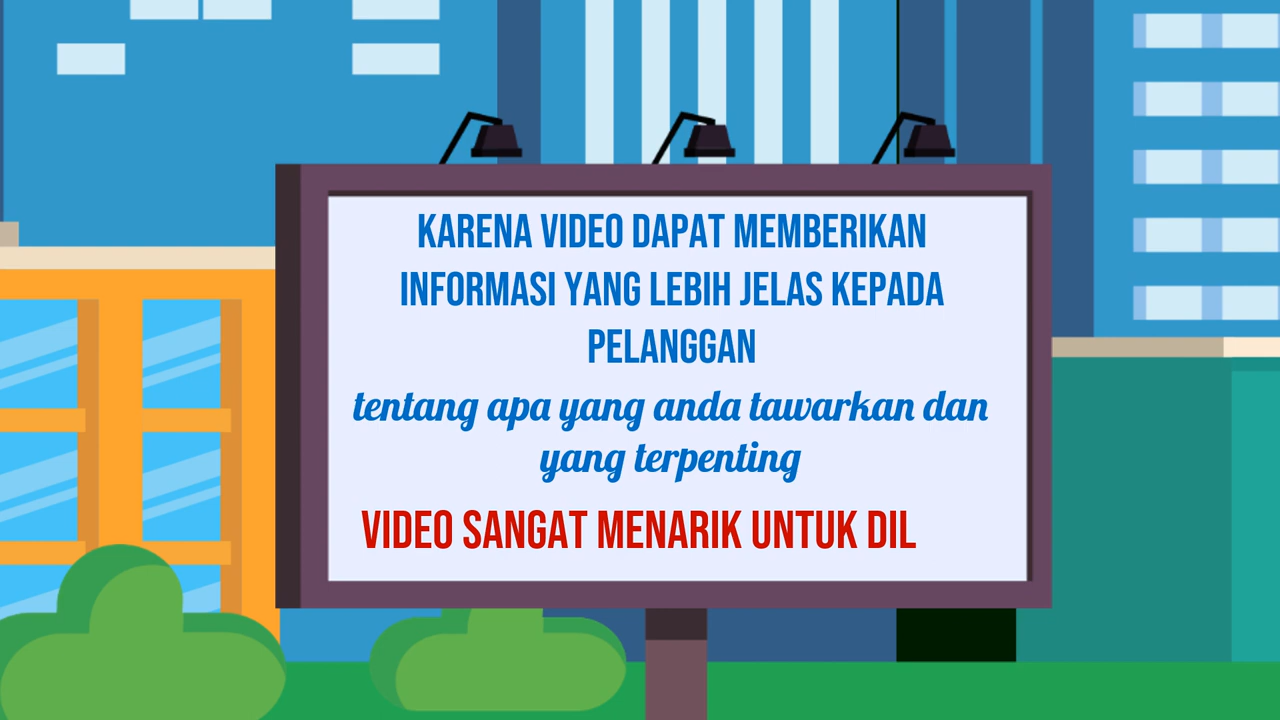 KARENA VIDEO DAPAT MEMBERIKAN
INFORMASI YANG LEBIH JELAS KEPADA
PELANGGAN
tentang apa yang anda tawarkan dan
yang terpenting
VIDEO SANGAT MENARIK UNTUK DIL